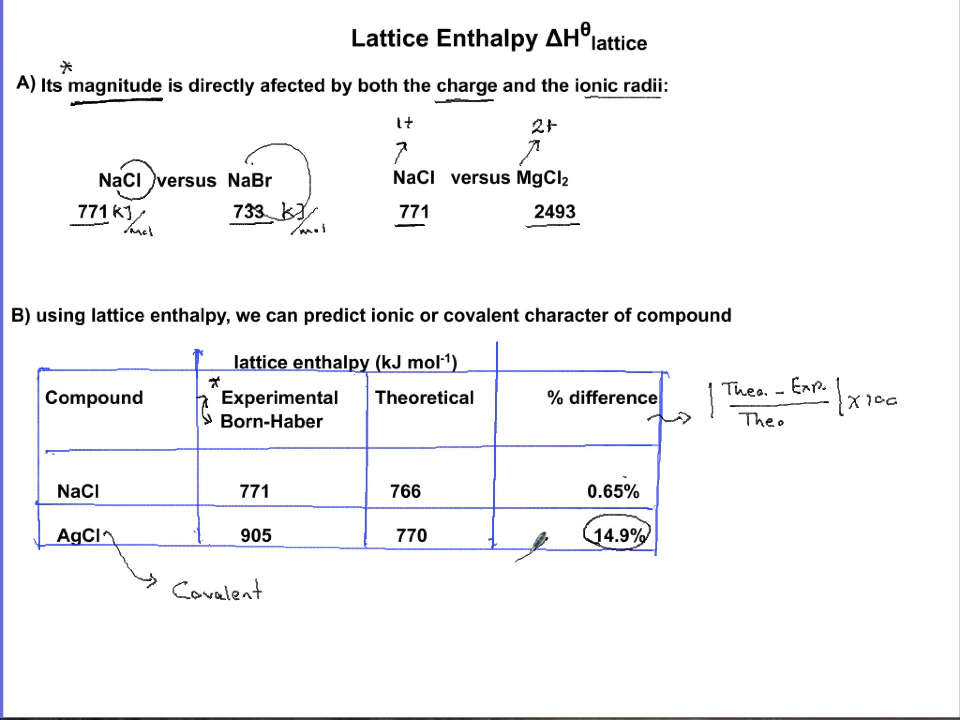 Lattice Enthalpy ΔHθlattice
*
A) Its magnitude is directly afected by both the charge and the ionic radii:
1+ 2+
NaCl versus NaBr NaCl versus MgCl₂
771 kJ/mol 733 kJ/mol 771 2493
B) using lattice enthalpy, we can predict ionic or covalent character of compound
lattice enthalpy (kJ mol⁻¹)
Compound * Experimental Theoretical % difference | Theo. - Exp. / Theo | x 100
Born-Haber
NaCl 771 766 0.65%
AgCl 905 770 14.9%
Covalent